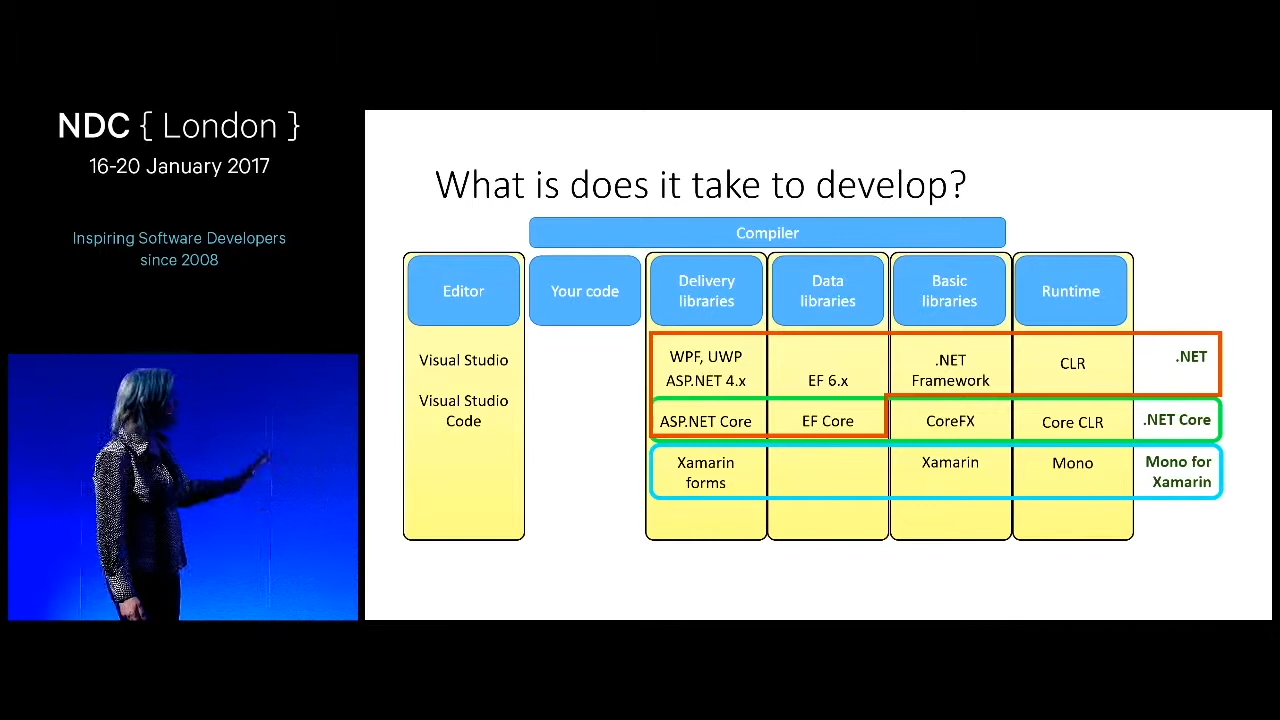 NDC { London }
16-20 January 2017
Inspiring Software Developers
since 2008
What is does it take to develop?
Compiler
Editor
Your code
Delivery
libraries
Data
libraries
Basic
libraries
Runtime
Visual Studio
Visual Studio
Code
WPF, UWP
ASP.NET 4.x
EF 6.x
.NET
Framework
CLR
.NET
ASP.NET Core
EF Core
CoreFX
Core CLR
.NET Core
Xamarin
forms
Xamarin
Mono
Mono for
Xamarin